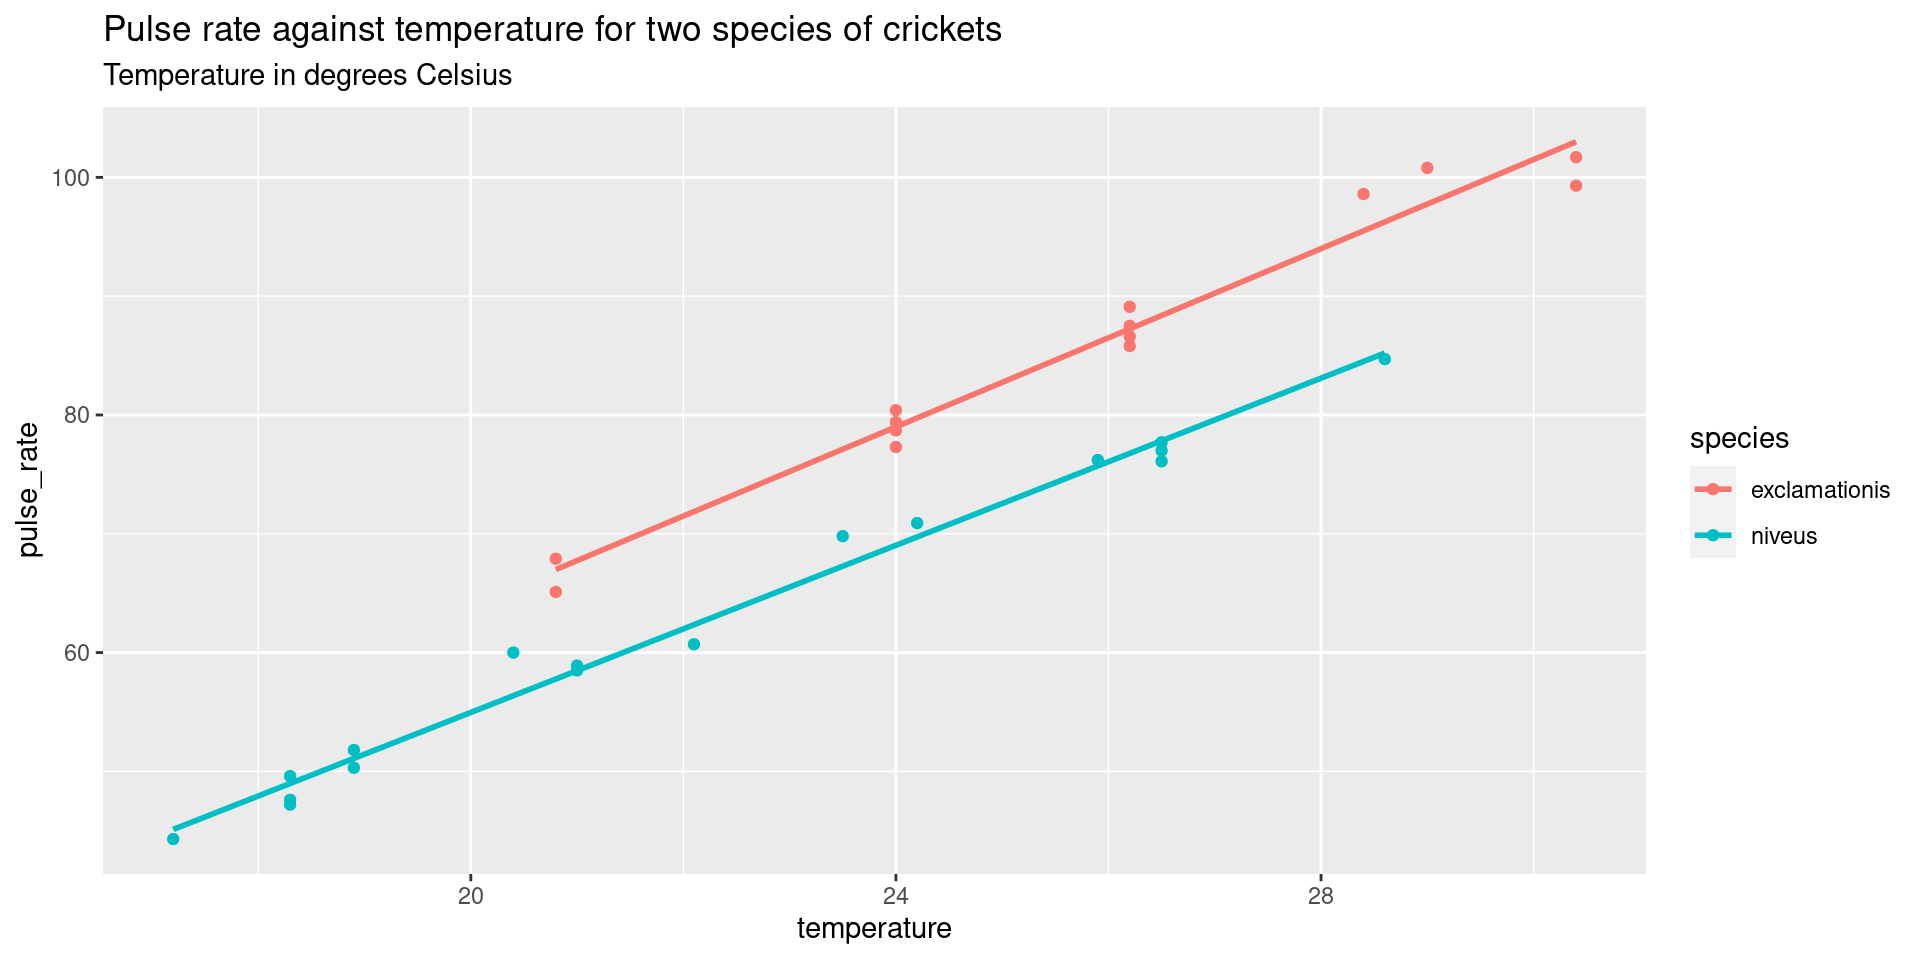 Pulse rate against temperature for two species of crickets
Temperature in degrees Celsius
100
80
60
pulse_rate
20 24 28
temperature
species
exclamationis
niveus